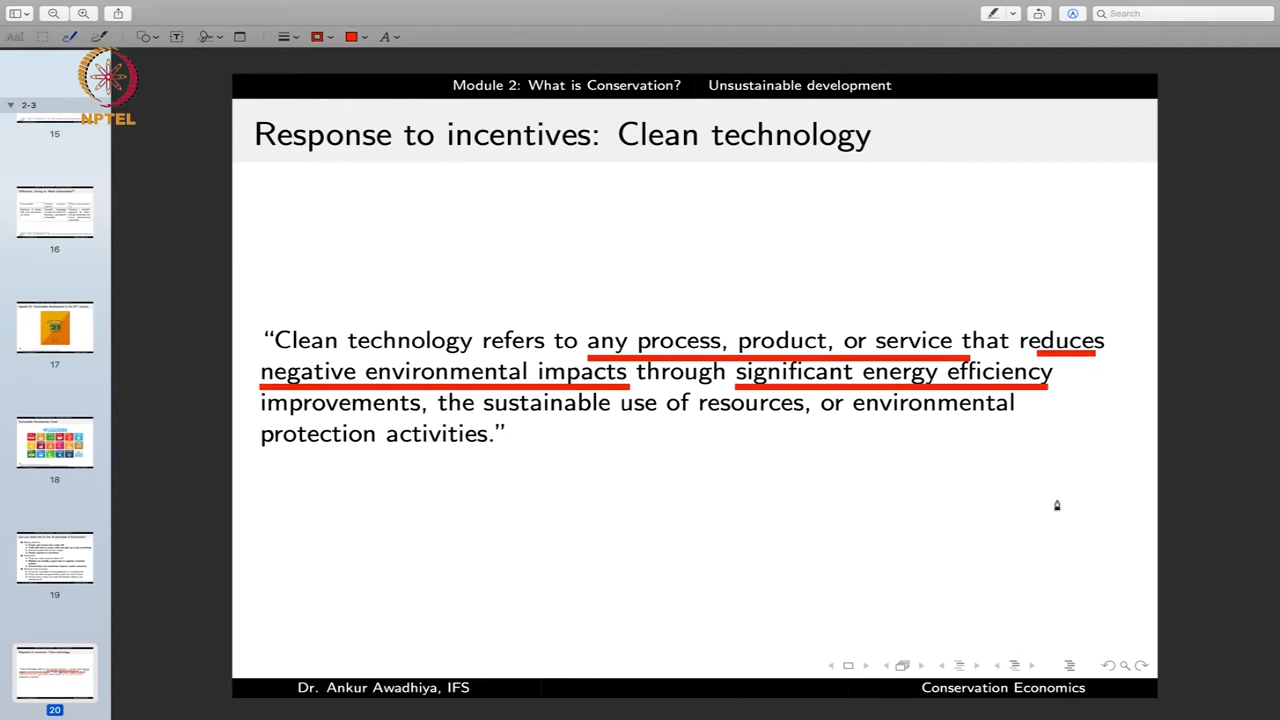 Search
AaI
A
NPTEL
2-3
15
16
17
18
19
20
Module 2: What is Conservation? Unsustainable development
Response to incentives: Clean technology
“Clean technology refers to any process, product, or service that reduces
negative environmental impacts through significant energy efficiency
improvements, the sustainable use of resources, or environmental
protection activities.”
Dr. Ankur Awadhiya, IFS Conservation Economics